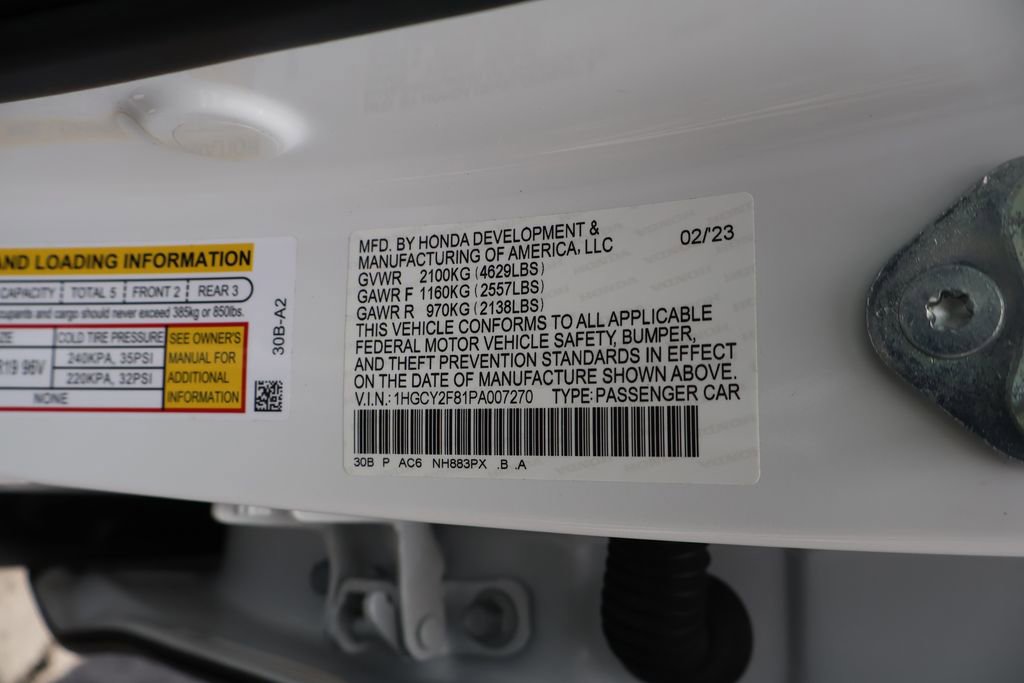 AND LOADING INFORMATION
CAPACITY TOTAL 5 FRONT 2 REAR 3
cupants and cargo should never exceed 385kg or 850lbs.
ZE COLD TIRE PRESSURE SEE OWNER'S
MANUAL FOR
ADDITIONAL
INFORMATION
R19 96V 240KPA, 35PSI
220KPA, 32PSI
NONE
30B-A2
MFD. BY HONDA DEVELOPMENT &
MANUFACTURING OF AMERICA, LLC
02/'23
GVWR 2100KG (4629LBS)
GAWR F 1160KG (2557LBS)
GAWR R 970KG (2138LBS)
THIS VEHICLE CONFORMS TO ALL APPLICABLE
FEDERAL MOTOR VEHICLE SAFETY, BUMPER,
AND THEFT PREVENTION STANDARDS IN EFFECT
ON THE DATE OF MANUFACTURE SHOWN ABOVE.
V.I.N.: 1HGCY2F81PA007270 TYPE: PASSENGER CAR
30B P AC6 NH883PX .B .A